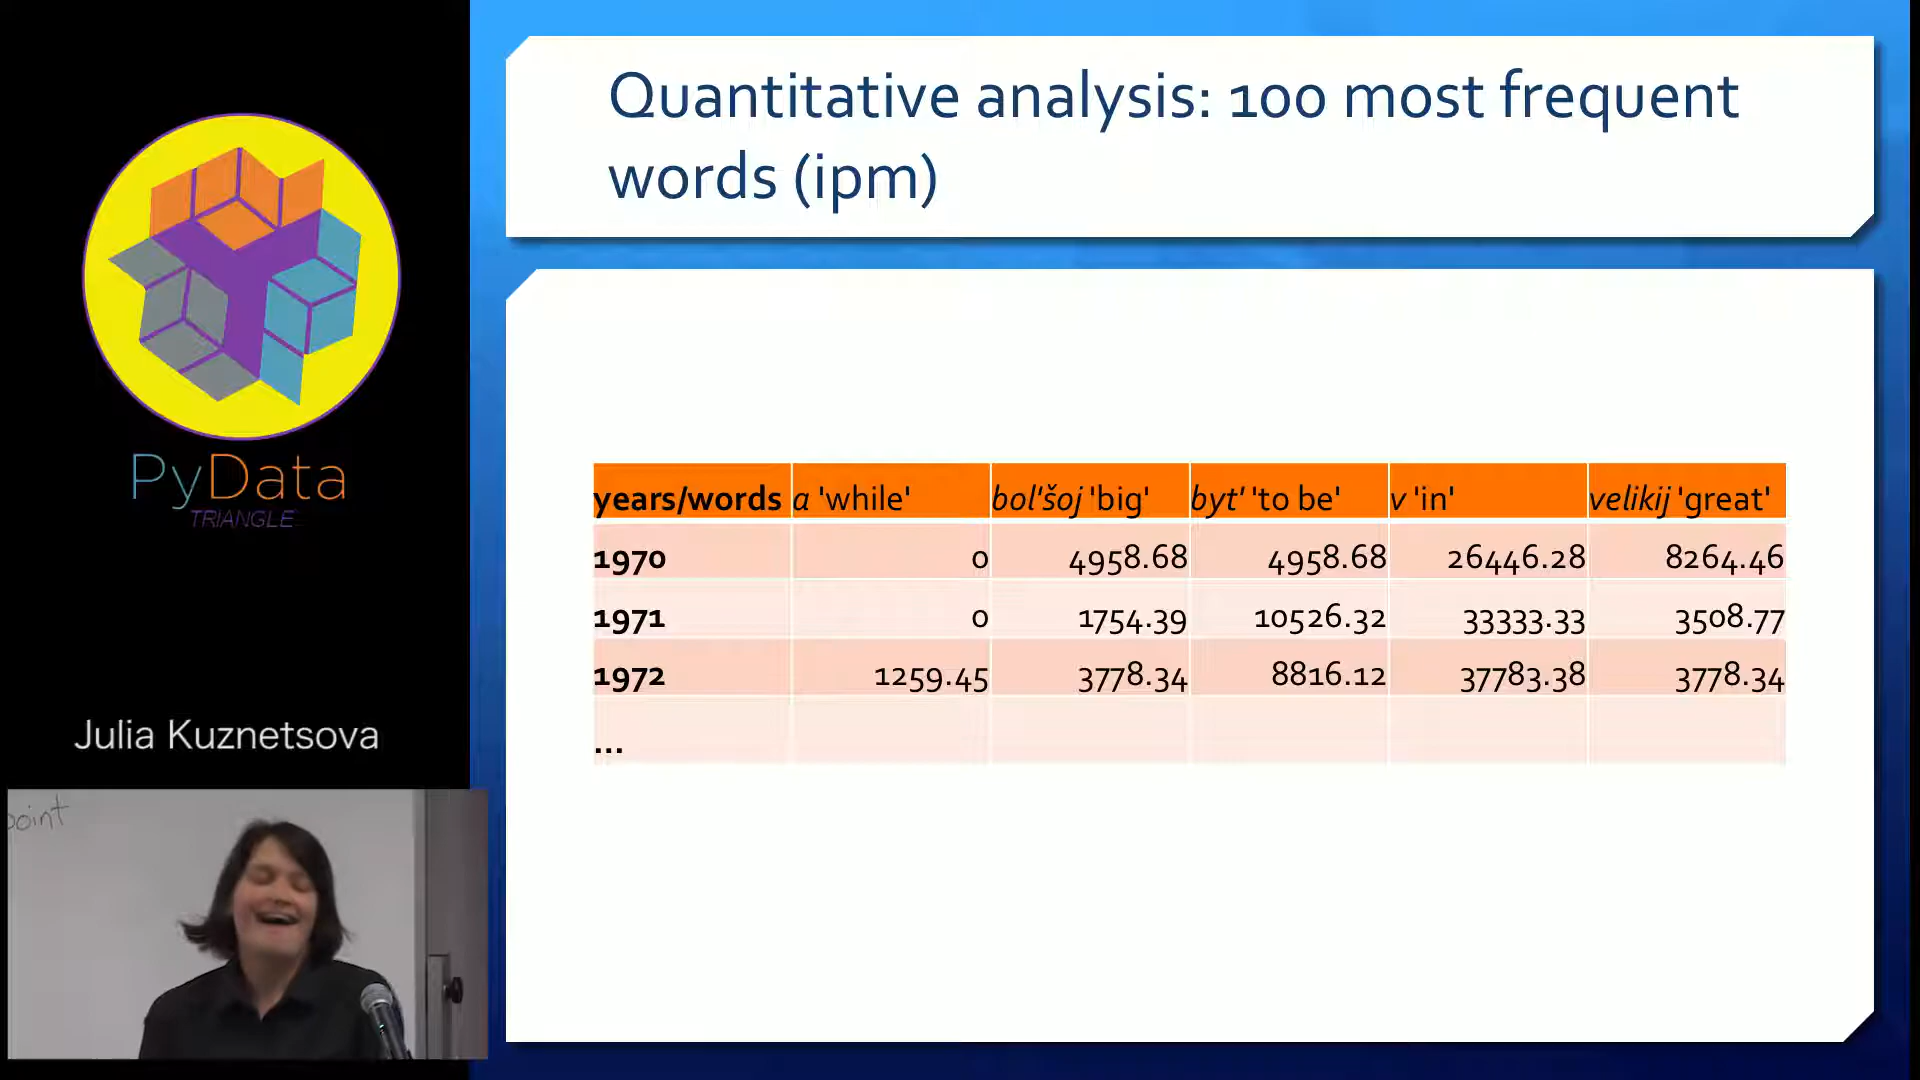 Quantitative analysis: 100 most frequent
words (ipm)
years/words a 'while' bol'šoj 'big' byt' 'to be' v 'in' velikij 'great'
1970 0 4958.68 4958.68 26446.28 8264.46
1971 0 1754.39 10526.32 33333.33 3508.77
1972 1259.45 3778.34 8816.12 37783.38 3778.34
...
PyData
TRIANGLE
Julia Kuznetsova
point